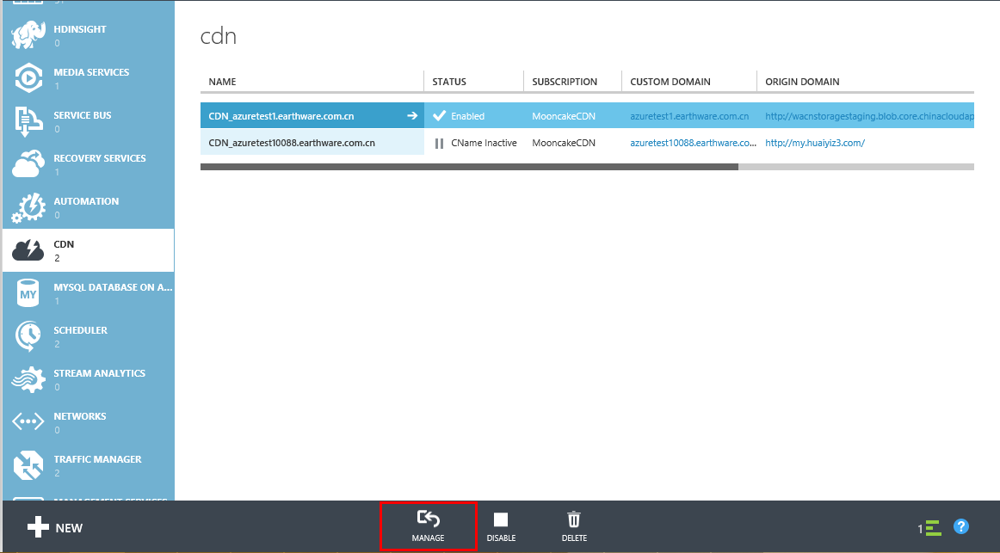 HDINSIGHT
0
MEDIA SERVICES
1
SERVICE BUS
0
RECOVERY SERVICES
1
AUTOMATION
0
CDN
2
MY
MYSQL DATABASE ON A...
1
SCHEDULER
2
STREAM ANALYTICS
0
NETWORKS
0
TRAFFIC MANAGER
2
MANAGEMENT SERVICES
cdn
NAME STATUS SUBSCRIPTION CUSTOM DOMAIN ORIGIN DOMAIN
CDN_azuretest1.earthware.com.cn Enabled MooncakeCDN azuretest1.earthware.com.cn http://wacnstoragestaging.blob.core.chinacloudap
CDN_azuretest10088.earthware.com.cn CName Inactive MooncakeCDN azuretest10088.earthware.co... http://my.huaiyiz3.com/
NEW
MANAGE DISABLE DELETE
1 ?